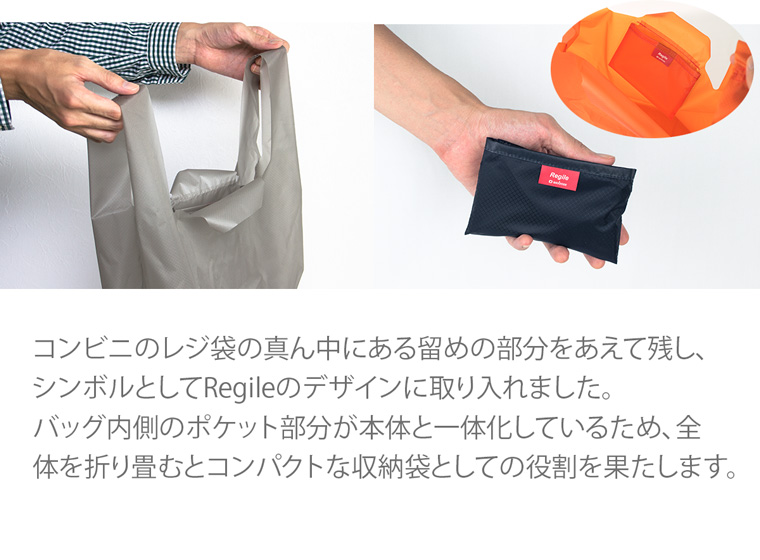 Regile
コンビニのレジ袋の真ん中にある留めの部分をあえて残し、
シンボルとしてRegileのデザインに取り入れました。
バッグ内側のポケット部分が本体と一体化しているため、全
体を折り畳むとコンパクトな収納袋としての役割を果たします。